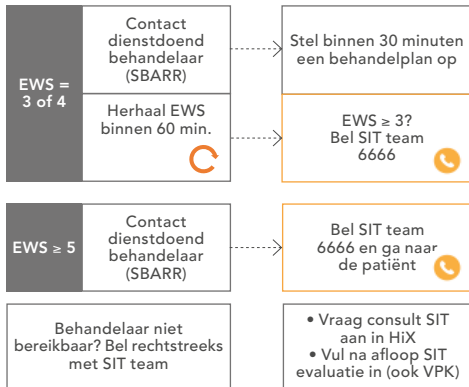 EWS =
3 of 4
Contact
dienstdoend
behandelaar
(SBARR)
Stel binnen 30 minuten
een behandelplan op
Herhaal EWS
binnen 60 min.
EWS ≥ 3?
Bel SIT team
6666
EWS ≥ 5
Contact
dienstdoend
behandelaar
(SBARR)
Bel SIT team
6666 en ga naar
de patiënt
Behandelaar niet
bereikbaar? Bel rechtstreeks
met SIT team
• Vraag consult SIT
aan in HiX
• Vul na afloop SIT
evaluatie in (ook VPK)